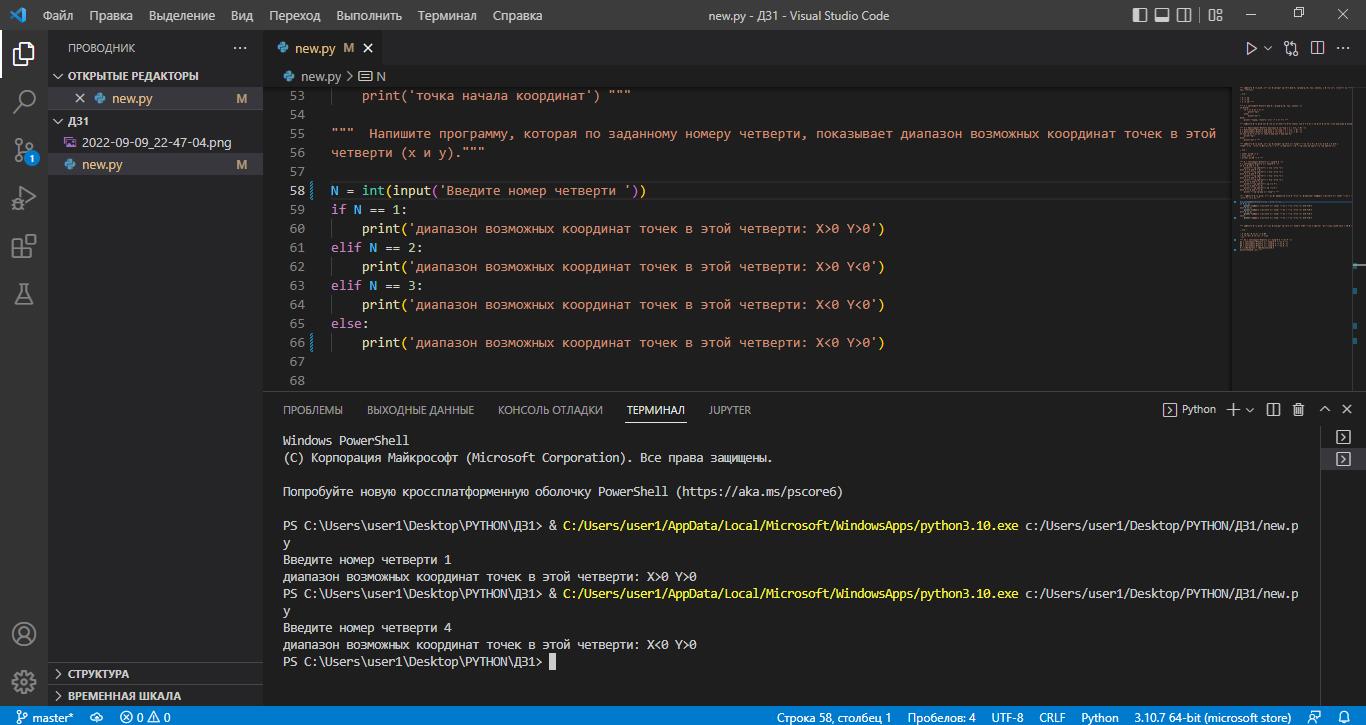 Файл Правка Выделение Вид Переход Выполнить Терминал Справка new.py - Д31 - Visual Studio Code
ПРОВОДНИК
new.py M
ОТКРЫТЫЕ РЕДАКТОРЫ
new.py > N
new.py M
Д31
2022-09-09_22-47-04.png
new.py M
1
53 print('точка начала координат') """
54
55 """ Напишите программу, которая по заданному номеру четверти, показывает диапазон возможных координат точек в этой
56 четверти (x и y)."""
57
58 N = int(input('Введите номер четверти '))
59 if N == 1:
60 print('диапазон возможных координат точек в этой четверти: X>0 Y>0')
61 elif N == 2:
62 print('диапазон возможных координат точек в этой четверти: X>0 Y<0')
63 elif N == 3:
64 print('диапазон возможных координат точек в этой четверти: X<0 Y<0')
65 else:
66 print('диапазон возможных координат точек в этой четверти: X<0 Y>0')
67
68
ПРОБЛЕМЫ ВЫХОДНЫЕ ДАННЫЕ КОНСОЛЬ ОТЛАДКИ ТЕРМИНАЛ JUPYTER Python
Windows PowerShell
(C) Корпорация Майкрософт (Microsoft Corporation). Все права защищены.
Попробуйте новую кроссплатформенную оболочку PowerShell (https://aka.ms/pscore6)
PS C:\Users\user1\Desktop\PYTHON\Д31> & C:/Users/user1/AppData/Local/Microsoft/WindowsApps/python3.10.exe c:/Users/user1/Desktop/PYTHON/Д31/new.p
y
Введите номер четверти 1
диапазон возможных координат точек в этой четверти: X>0 Y>0
PS C:\Users\user1\Desktop\PYTHON\Д31> & C:/Users/user1/AppData/Local/Microsoft/WindowsApps/python3.10.exe c:/Users/user1/Desktop/PYTHON/Д31/new.p
y
Введите номер четверти 4
диапазон возможных координат точек в этой четверти: X<0 Y>0
PS C:\Users\user1\Desktop\PYTHON\Д31>
СТРУКТУРА
ВРЕМЕННАЯ ШКАЛА
master* 0 0 Строка 58, столбец 1 Пробелов: 4 UTF-8 CRLF Python 3.10.7 64-bit (microsoft store)